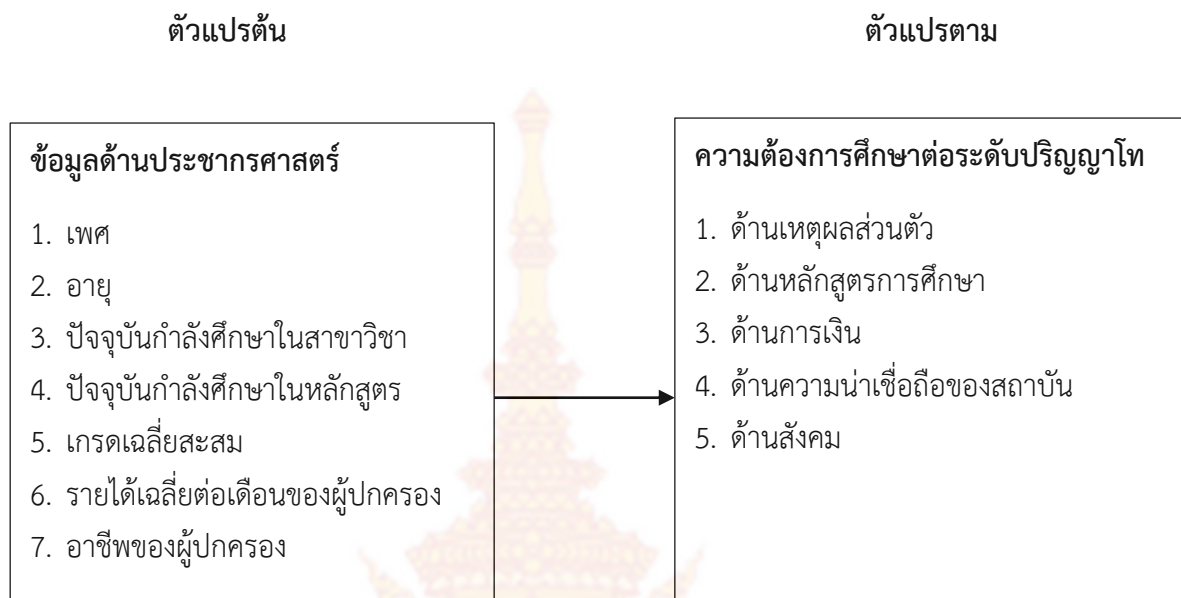 ตัวแปรต้น
ตัวแปรตาม
ข้อมูลด้านประชากรศาสตร์
1. เพศ
2. อายุ
3. ปัจจุบันกำลังศึกษาในสาขาวิชา
4. ปัจจุบันกำลังศึกษาในหลักสูตร
5. เกรดเฉลี่ยสะสม
6. รายได้เฉลี่ยต่อเดือนของผู้ปกครอง
7. อาชีพของผู้ปกครอง
ความต้องการศึกษาต่อระดับปริญญาโท
1. ด้านเหตุผลส่วนตัว
2. ด้านหลักสูตรการศึกษา
3. ด้านการเงิน
4. ด้านความน่าเชื่อถือของสถาบัน
5. ด้านสังคม